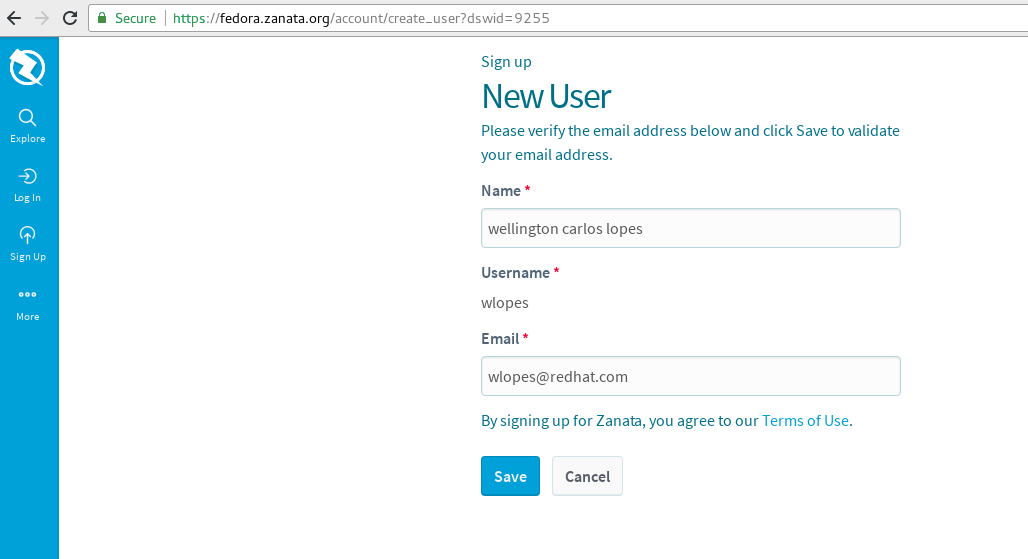 Secure https://fedora.zanata.org/account/create_user?dswid=9255
Explore
Log In
Sign Up
More
Sign up
New User
Please verify the email address below and click Save to validate
your email address.
Name *
wellington carlos lopes
Username *
wlopes
Email *
wlopes@redhat.com
By signing up for Zanata, you agree to our Terms of Use.
Save Cancel